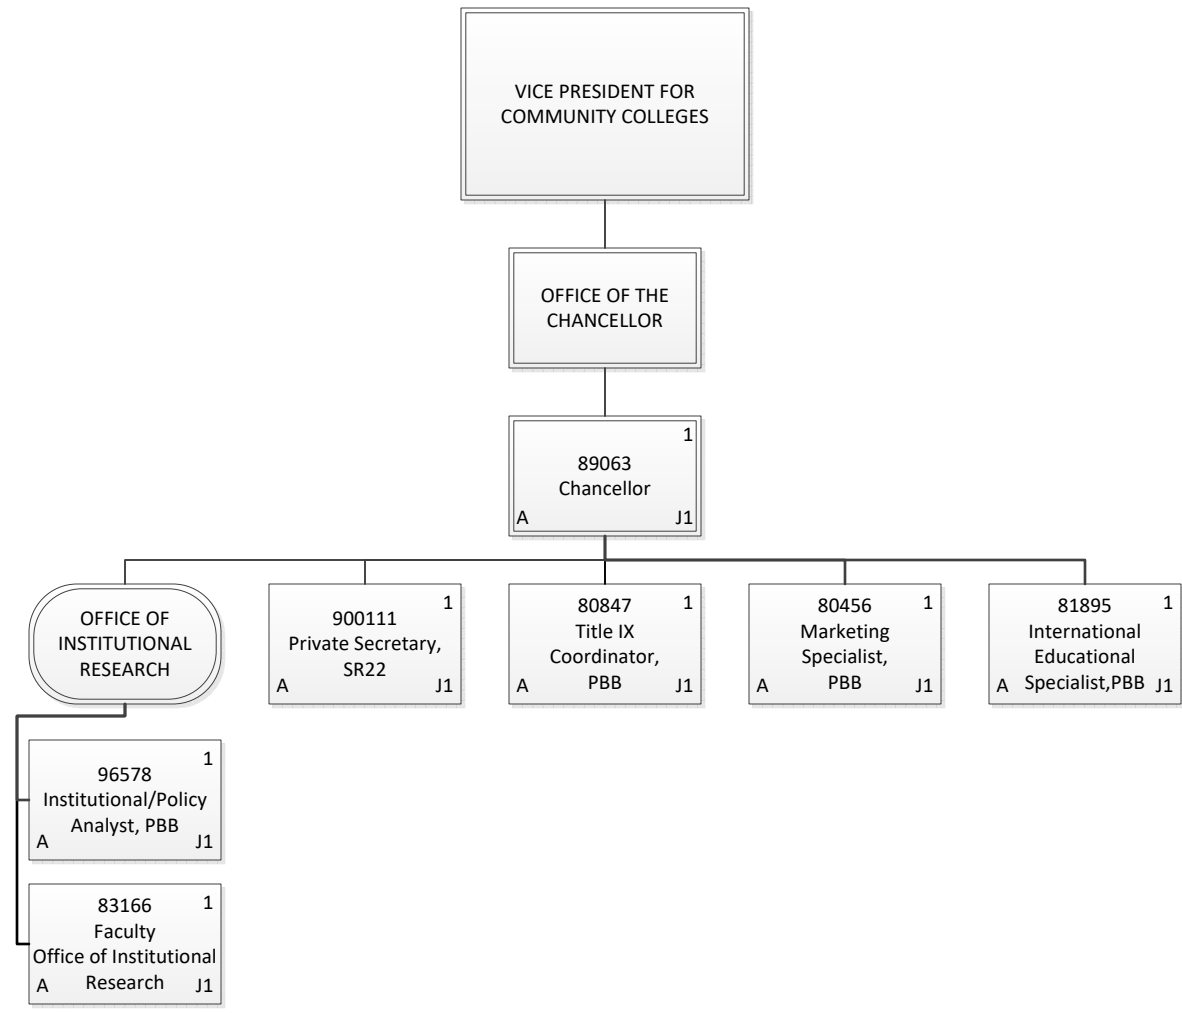 VICE PRESIDENT FOR
COMMUNITY COLLEGES
OFFICE OF THE
CHANCELLOR
1
89063
Chancellor
A J1
OFFICE OF
INSTITUTIONAL
RESEARCH
1
900111
Private Secretary,
SR22
A J1
80847 1
Title IX
Coordinator,
PBB
A J1
80456 1
Marketing
Specialist,
PBB
A J1
81895 1
International
Educational
Specialist,PBB
A J1
1
96578
Institutional/Policy
Analyst, PBB
A J1
83166 1
Faculty
Office of Institutional
Research
A J1